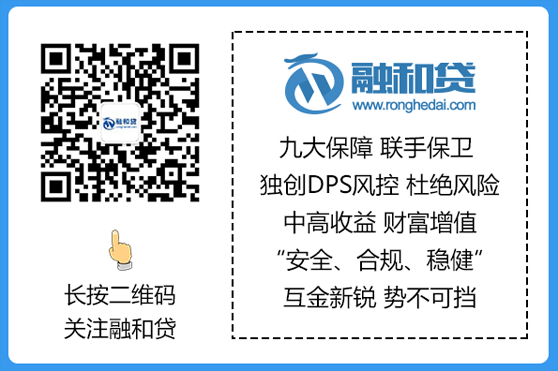 融和贷
长按二维码
关注融和贷
融和贷
www.ronghedai.com
九大保障 联手保卫
独创DPS风控 杜绝风险
中高收益 财富增值
“安全、合规、稳健”
互金新锐 势不可挡